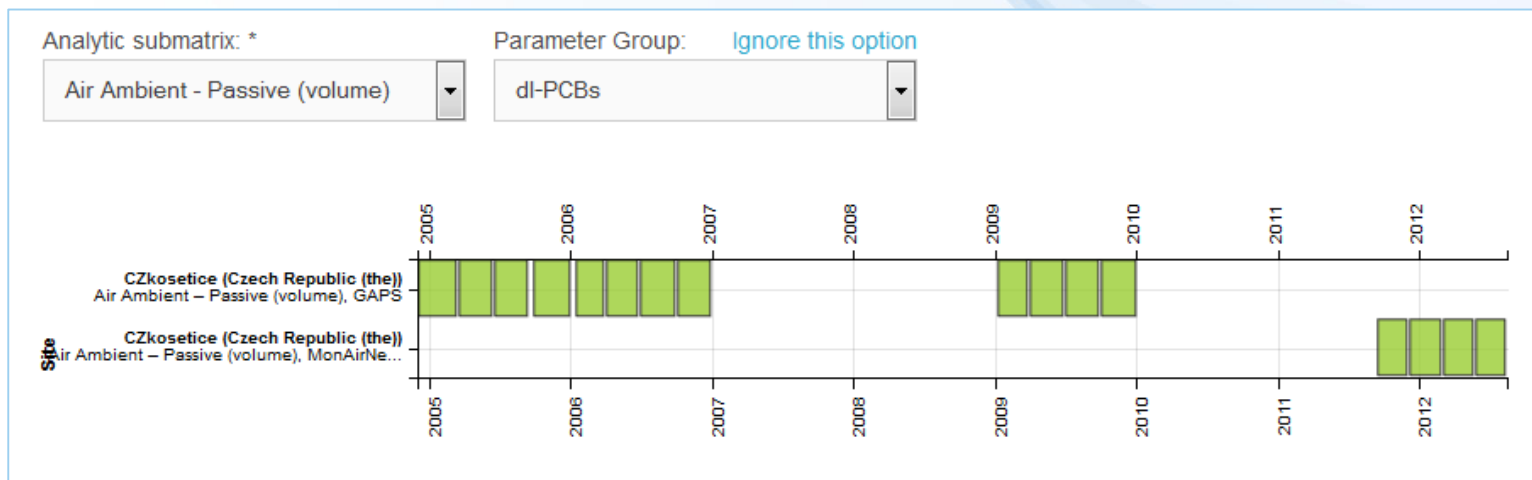 Analytic submatrix: *
Parameter Group: Ignore this option
Air Ambient - Passive (volume)
dl-PCBs
2005 2006 2007 2008 2009 2010 2011 2012
CZkosetice (Czech Republic (the))
Air Ambient – Passive (volume), GAPS
CZkosetice (Czech Republic (the))
Air Ambient – Passive (volume), MonAirNe...
Site
2005 2006 2007 2008 2009 2010 2011 2012